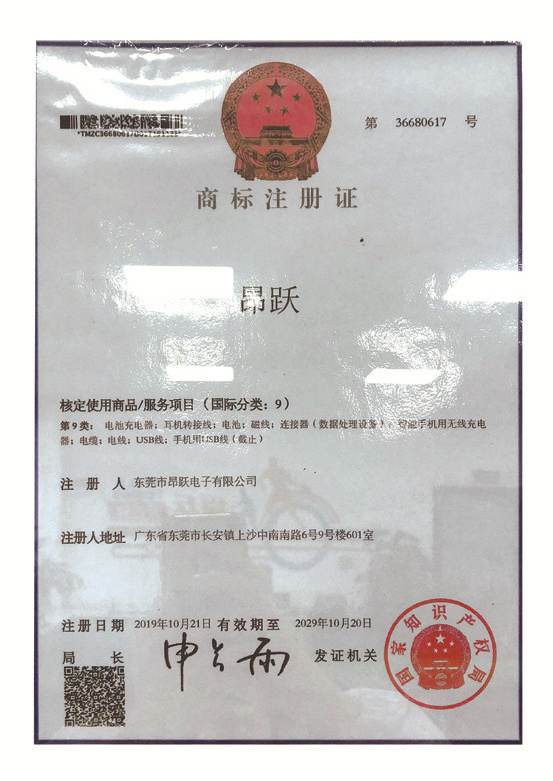 第 36680617 号
商标注册证
昂跃
核定使用商品/服务项目（国际分类：9）
第9类：电池充电器；耳机转接线；电池；磁线；连接器（数据处理设备）；智能手机用无线充电
器；电缆；电线；USB线；手机用USB线（截止）
注册人 东莞市昂跃电子有限公司
注册人地址 广东省东莞市长安镇上沙中南南路6号9号楼601室
注册日期 2019年10月21日 有效期至 2029年10月20日
局长 申长雨 发证机关
国家知识产权局